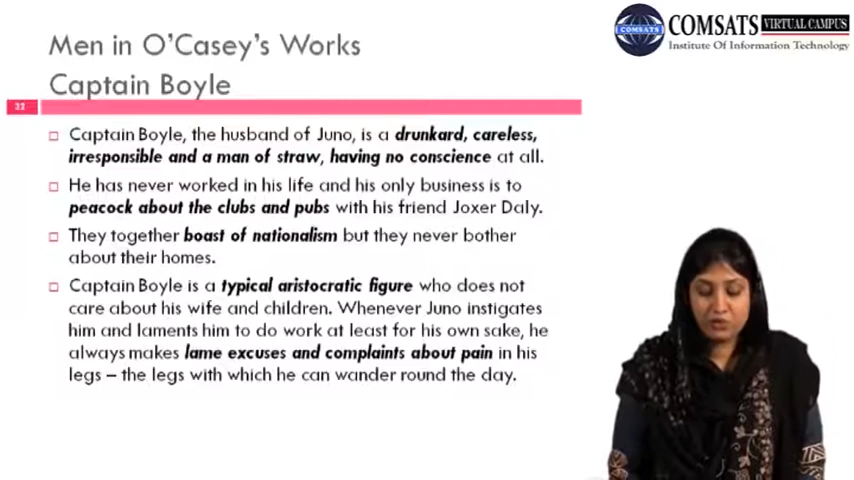 Men in O'Casey's Works
Captain Boyle
32
COMSATS
COMSATS VIRTUAL CAMPUS
Institute Of Information Technology
□ Captain Boyle, the husband of Juno, is a drunkard, careless,
irresponsible and a man of straw, having no conscience at all.
□ He has never worked in his life and his only business is to
peacock about the clubs and pubs with his friend Joxer Daly.
□ They together boast of nationalism but they never bother
about their homes.
□ Captain Boyle is a typical aristocratic figure who does not
care about his wife and children. Whenever Juno instigates
him and laments him to do work at least for his own sake, he
always makes lame excuses and complaints about pain in his
legs – the legs with which he can wander round the day.